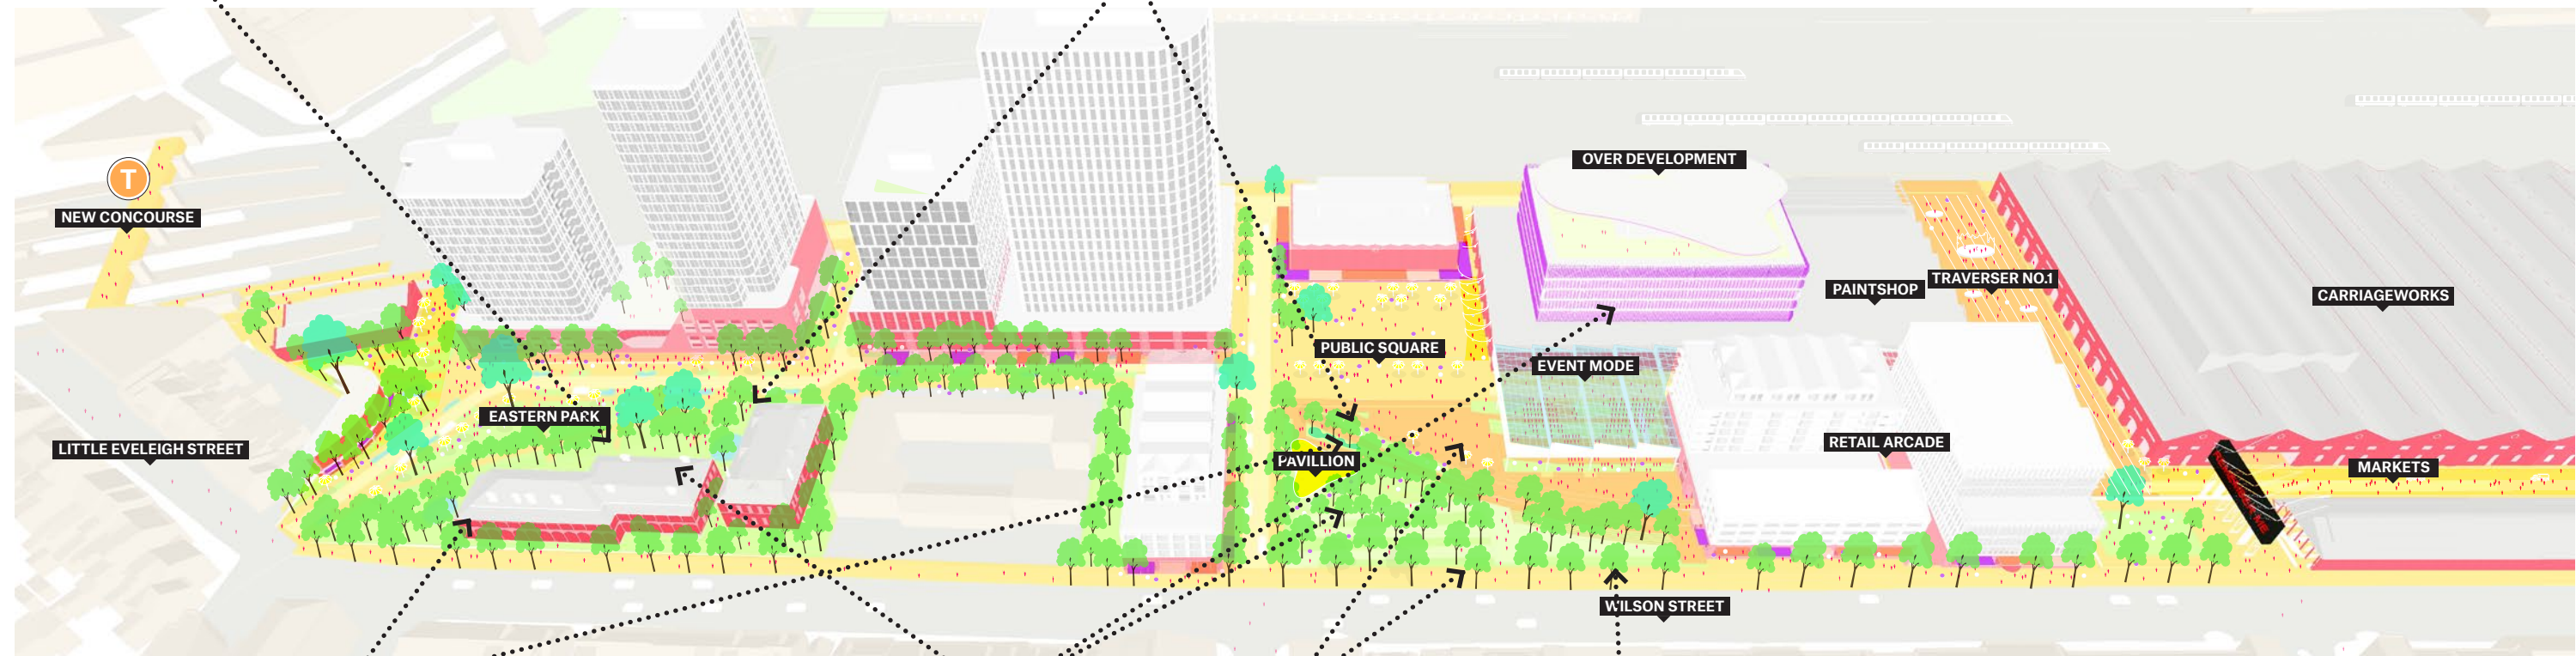 OVER DEVELOPMENT
T
NEW CONCOURSE
TRAVERSER NO.1
PAINTSHOP
CARRIAGEWORKS
PUBLIC SQUARE
EVENT MODE
EASTERN PARK
RETAIL ARCADE
LITTLE EVELEIGH STREET
PAVILLION
MARKETS
WILSON STREET